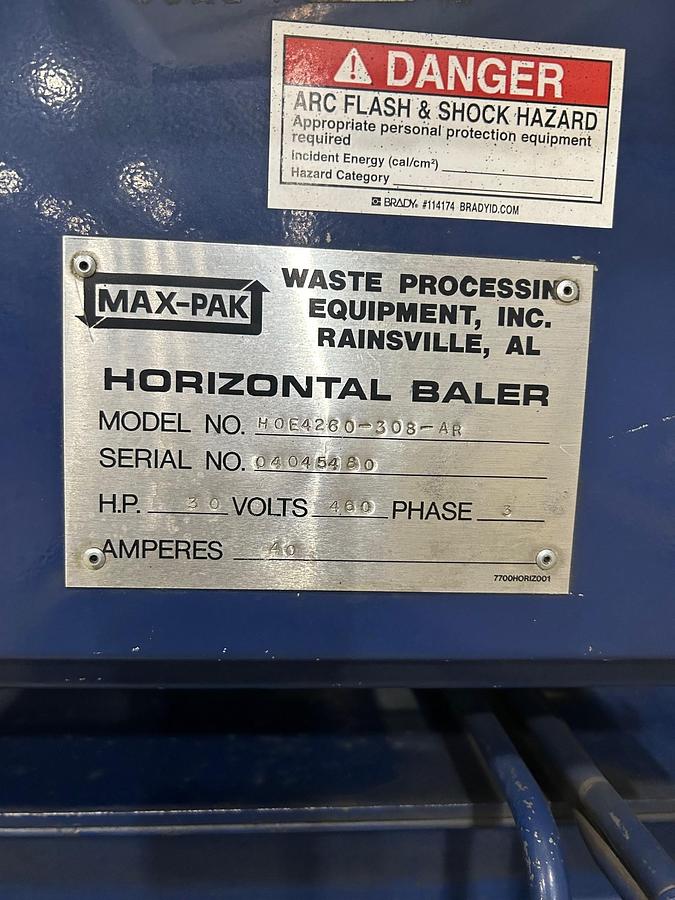 DANGER
ARC FLASH & SHOCK HAZARD
Appropriate personal protection equipment
required
Incident Energy (cal/cm²)
Hazard Category
BRADY. #114174 BRADYID.COM
MAX-PAK
WASTE PROCESSING
EQUIPMENT, INC.
RAINSVILLE, AL
HORIZONTAL BALER
MODEL NO. HOE4260-308-AR
SERIAL NO. 04045480
H.P. 30 VOLTS 460 PHASE 3
AMPERES 40
7700HORIZ001